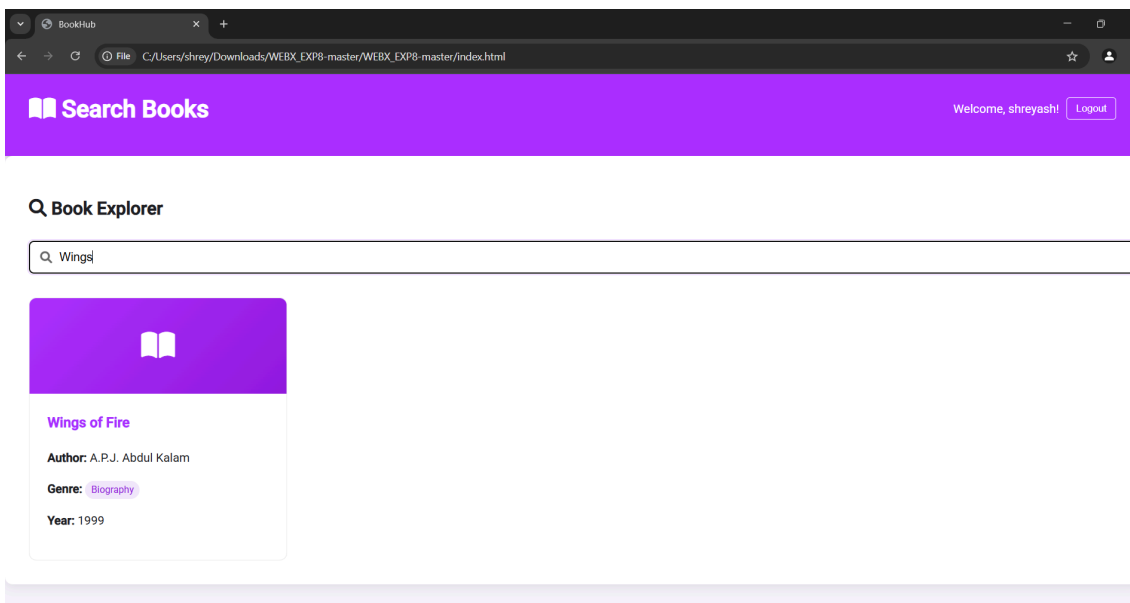 BookHub
File C:/Users/shrey/Downloads/WEBX_EXP8-master/WEBX_EXP8-master/index.html
Search Books
Welcome, shreyash! Logout
Book Explorer
Wings
Wings of Fire
Author: A.P.J. Abdul Kalam
Genre: Biography
Year: 1999